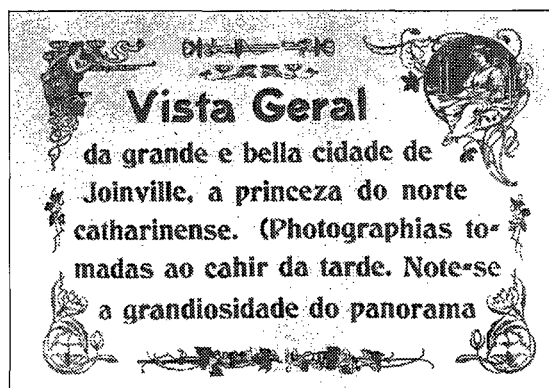 Vista Geral
da grande e bella cidade de
Joinville, a princeza do norte
catharinense. (Photographias to-
madas ao cahir da tarde. Note-se
a grandiosidade do panorama